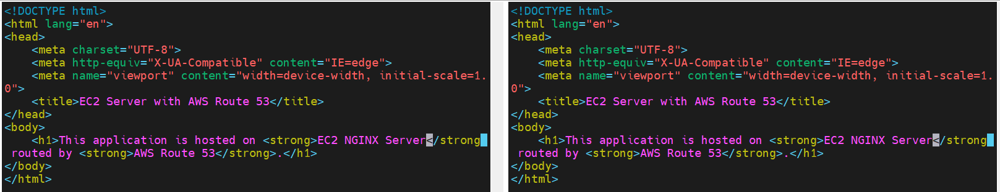 <!DOCTYPE html>
<html lang="en">
<head>
    <meta charset="UTF-8">
    <meta http-equiv="X-UA-Compatible" content="IE=edge">
    <meta name="viewport" content="width=device-width, initial-scale=1.
0">
    <title>EC2 Server with AWS Route 53</title>
</head>
<body>
    <h1>This application is hosted on <strong>EC2 NGINX Server</strong
 routed by <strong>AWS Route 53</strong>.</h1>
</body>
</html>
<!DOCTYPE html>
<html lang="en">
<head>
    <meta charset="UTF-8">
    <meta http-equiv="X-UA-Compatible" content="IE=edge">
    <meta name="viewport" content="width=device-width, initial-scale=1.
0">
    <title>EC2 Server with AWS Route 53</title>
</head>
<body>
    <h1>This application is hosted on <strong>EC2 NGINX Server</strong
 routed by <strong>AWS Route 53</strong>.</h1>
</body>
</html>